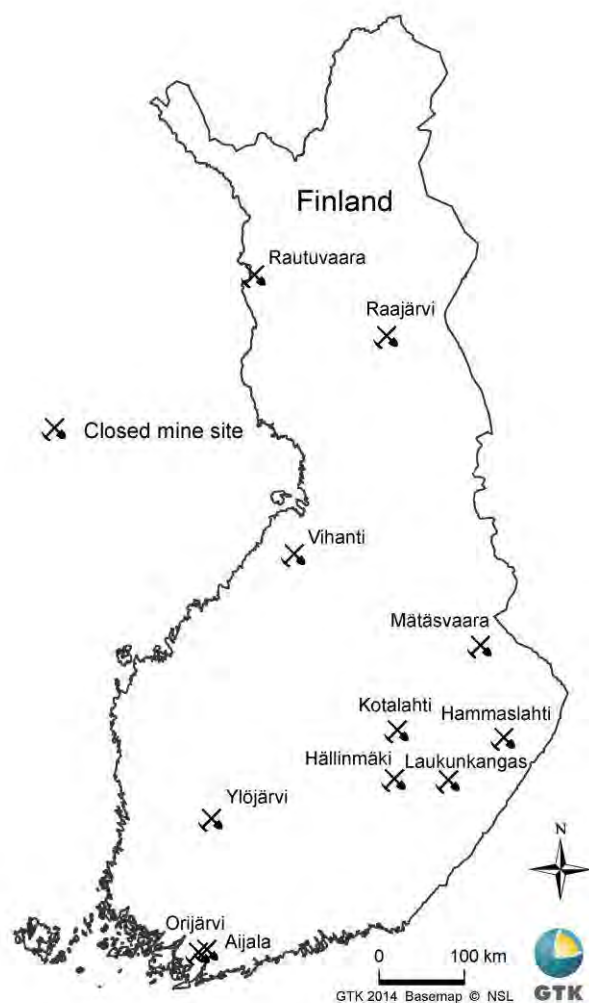 Finland
Rautuvaara
Raajärvi
Closed mine site
Vihanti
Mätäsvaara
Kotalahti
Hammaslahti
Hällinmäki
Laukunkangas
Ylöjärvi
N
Orijärvi
Aijala
0 100 km
GTK 2014 Basemap © NSL
GTK